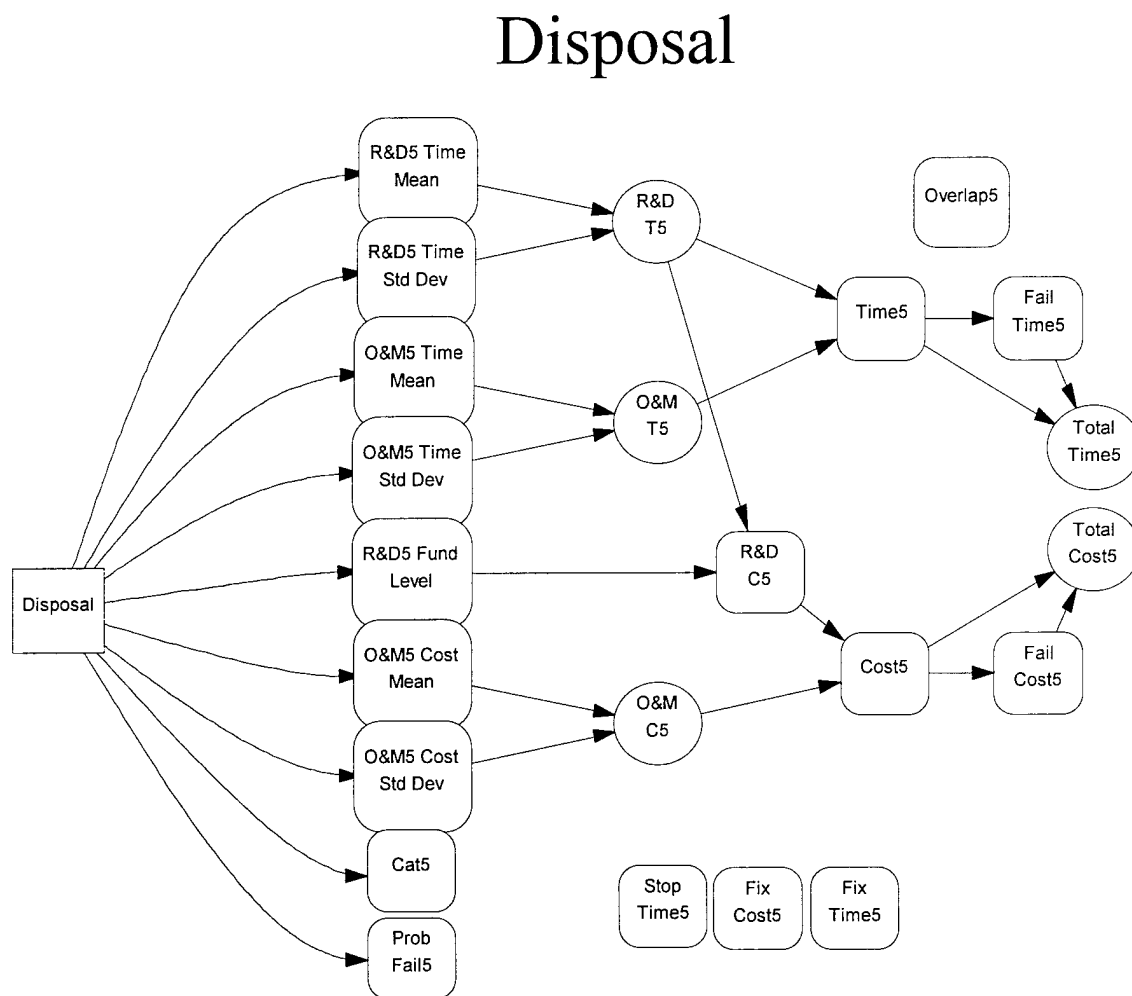 Disposal
R&D5 Time
Mean
R&D5 Time
Std Dev
O&M5 Time
Mean
O&M5 Time
Std Dev
R&D5 Fund
Level
O&M5 Cost
Mean
O&M5 Cost
Std Dev
Cat5
Prob
Fail5
Disposal
R&D
T5
O&M
T5
R&D
C5
O&M
C5
Overlap5
Time5
Fail
Time5
Total
Time5
Total
Cost5
Cost5
Fail
Cost5
Stop
Time5
Fix
Cost5
Fix
Time5